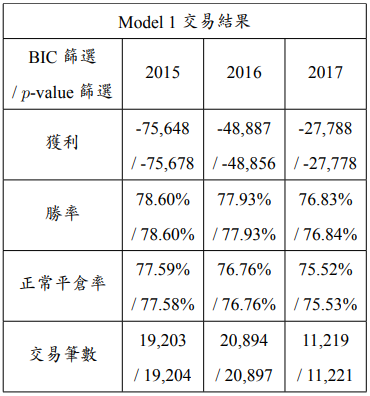 Model 1 交易結果
BIC 篩選 / p-value 篩選 2015 2016 2017
獲利 -75,648 / -75,678 -48,887 / -48,856 -27,788 / -27,778
勝率 78.60% / 78.60% 77.93% / 77.93% 76.83% / 76.84%
正常平倉率 77.59% / 77.58% 76.76% / 76.76% 75.52% / 75.53%
交易筆數 19,203 / 19,204 20,894 / 20,897 11,219 / 11,221